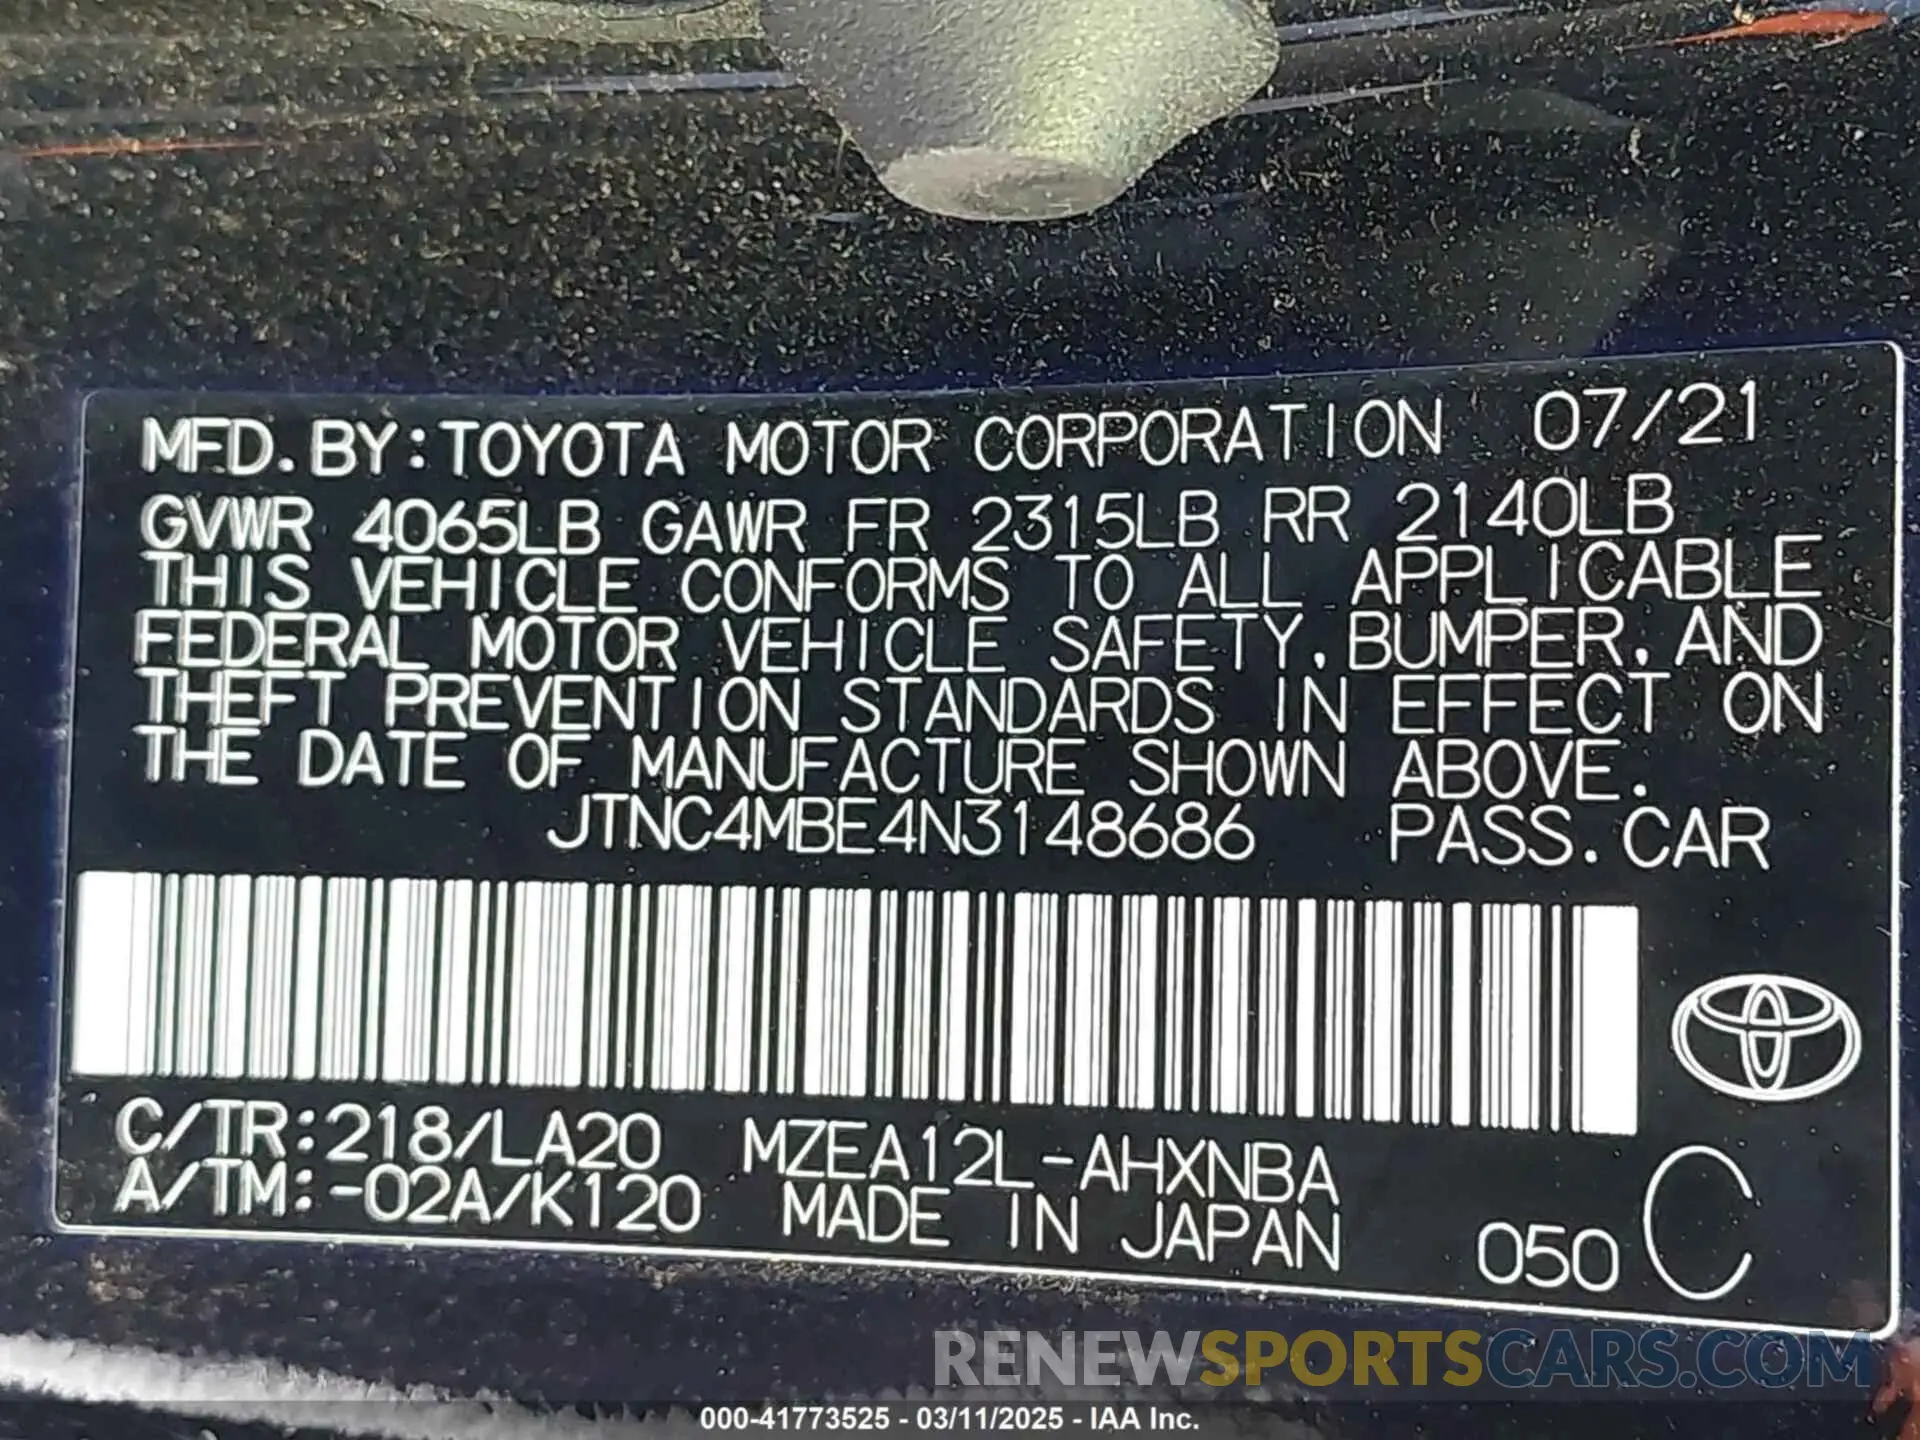 MFD.BY:TOYOTA MOTOR CORPORATION 07/21
GVWR 4065LB GAWR FR 2315LB RR 2140LB
THIS VEHICLE CONFORMS TO ALL APPLICABLE
FEDERAL MOTOR VEHICLE SAFETY,BUMPER,AND
THEFT PREVENTION STANDARDS IN EFFECT ON
THE DATE OF MANUFACTURE SHOWN ABOVE.
JTNC4MBE4N3148686 PASS.CAR
C/TR:218/LA20 MZEA12L-AHXNBA
A/TM:-02A/K120 MADE IN JAPAN 050 C
RENEWSPORTSCARS.COM
000-41773525 - 03/11/2025 - IAA Inc.